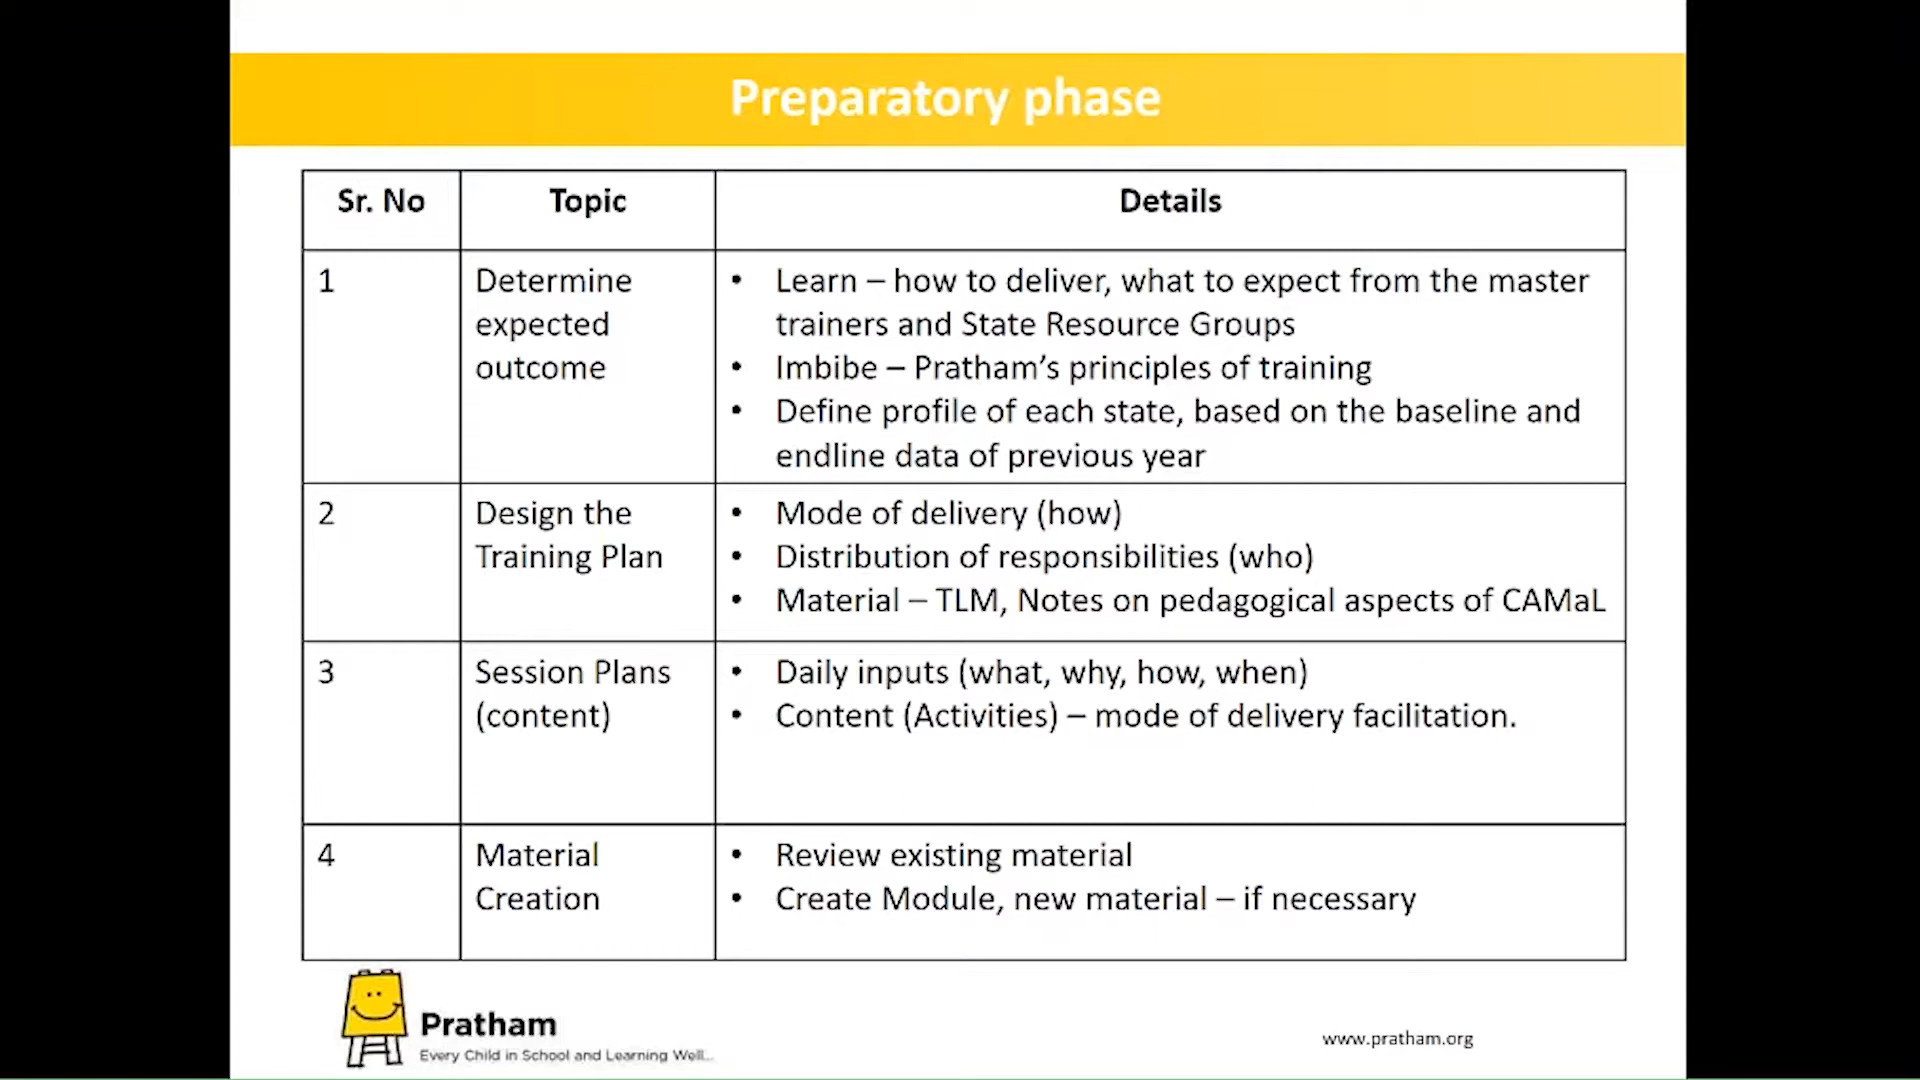 Preparatory phase
Sr. No
Topic
Details
1
Determine
expected
outcome
• Learn – how to deliver, what to expect from the master
trainers and State Resource Groups
• Imbibe – Pratham’s principles of training
• Define profile of each state, based on the baseline and
endline data of previous year
2
Design the
Training Plan
• Mode of delivery (how)
• Distribution of responsibilities (who)
• Material – TLM, Notes on pedagogical aspects of CAMaL
3
Session Plans
(content)
• Daily inputs (what, why, how, when)
• Content (Activities) – mode of delivery facilitation.
4
Material
Creation
• Review existing material
• Create Module, new material – if necessary
Pratham
Every Child in School and Learning Well...
www.pratham.org